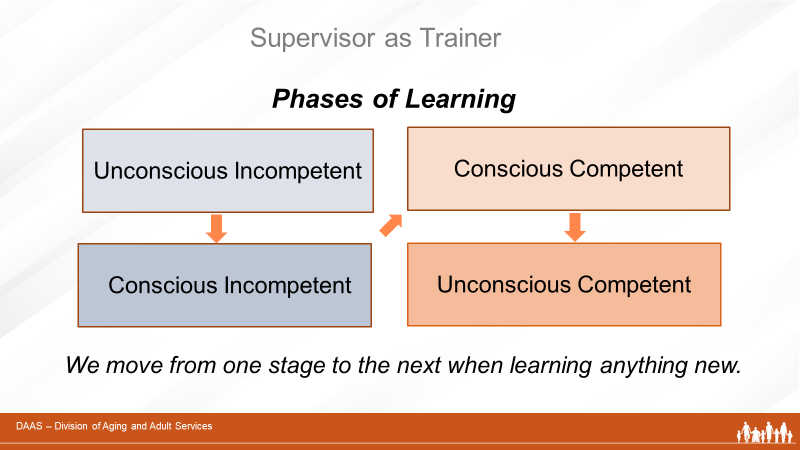 Supervisor as Trainer
Phases of Learning
Unconscious Incompetent
Conscious Incompetent
Conscious Competent
Unconscious Competent
We move from one stage to the next when learning anything new.
DAAS – Division of Aging and Adult Services